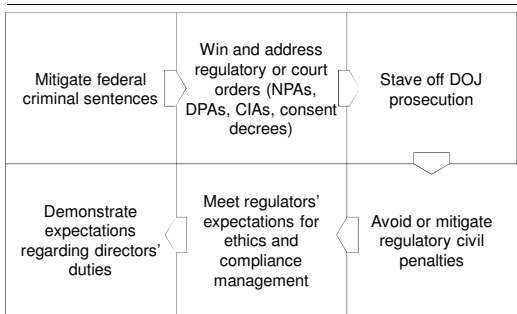 Mitigate federal
criminal sentences
Win and address
regulatory or court
orders (NPAs,
DPAs, CIAs, consent
decrees)
Stave off DOJ
prosecution
Demonstrate
expectations
regarding directors'
duties
Meet regulators'
expectations for
ethics and
compliance
management
Avoid or mitigate
regulatory civil
penalties